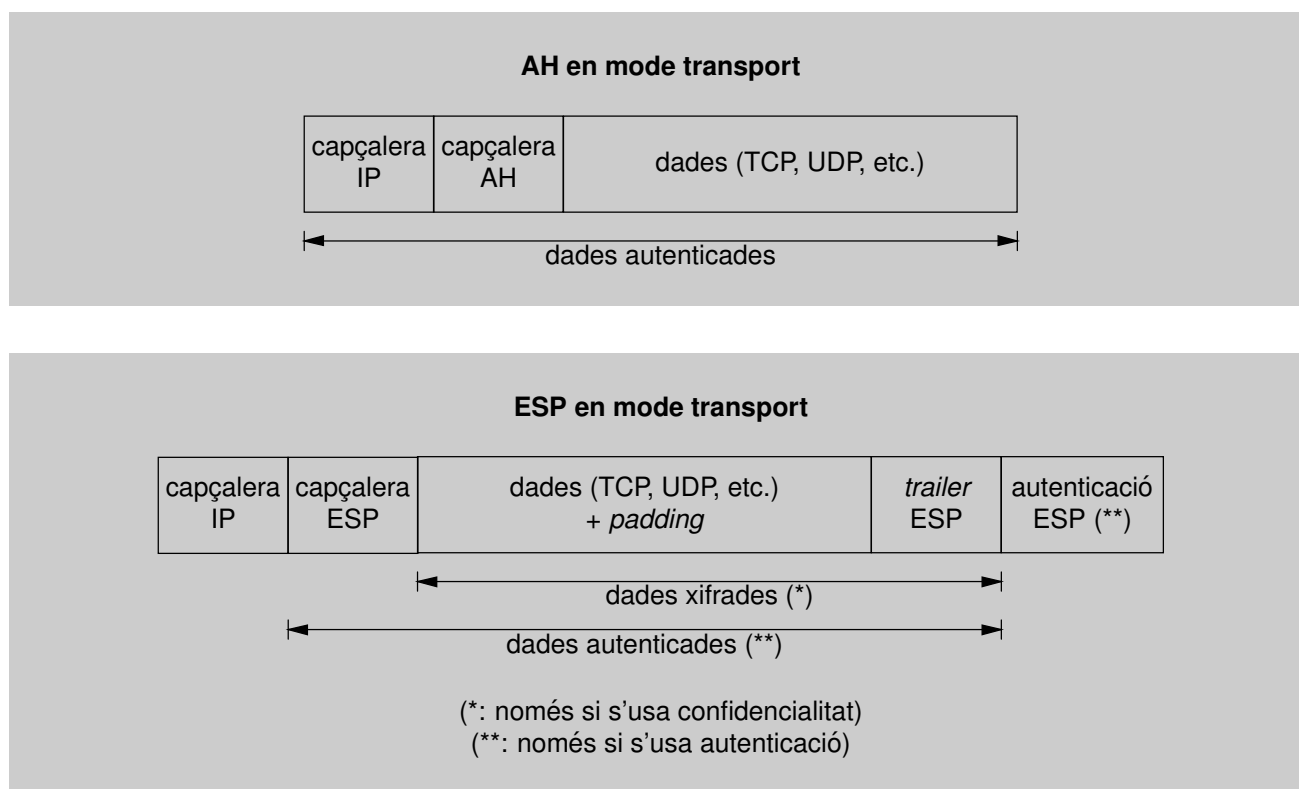 AH en mode transport
capçalera capçalera dades (TCP, UDP, etc.)
IP AH
dades autenticades
ESP en mode transport
capçalera capçalera dades (TCP, UDP, etc.) trailer autenticació
IP ESP + padding ESP ESP (**)
dades xifrades (*)
dades autenticades (**)
(*: només si s'usa confidencialitat)
(**: només si s'usa autenticació)